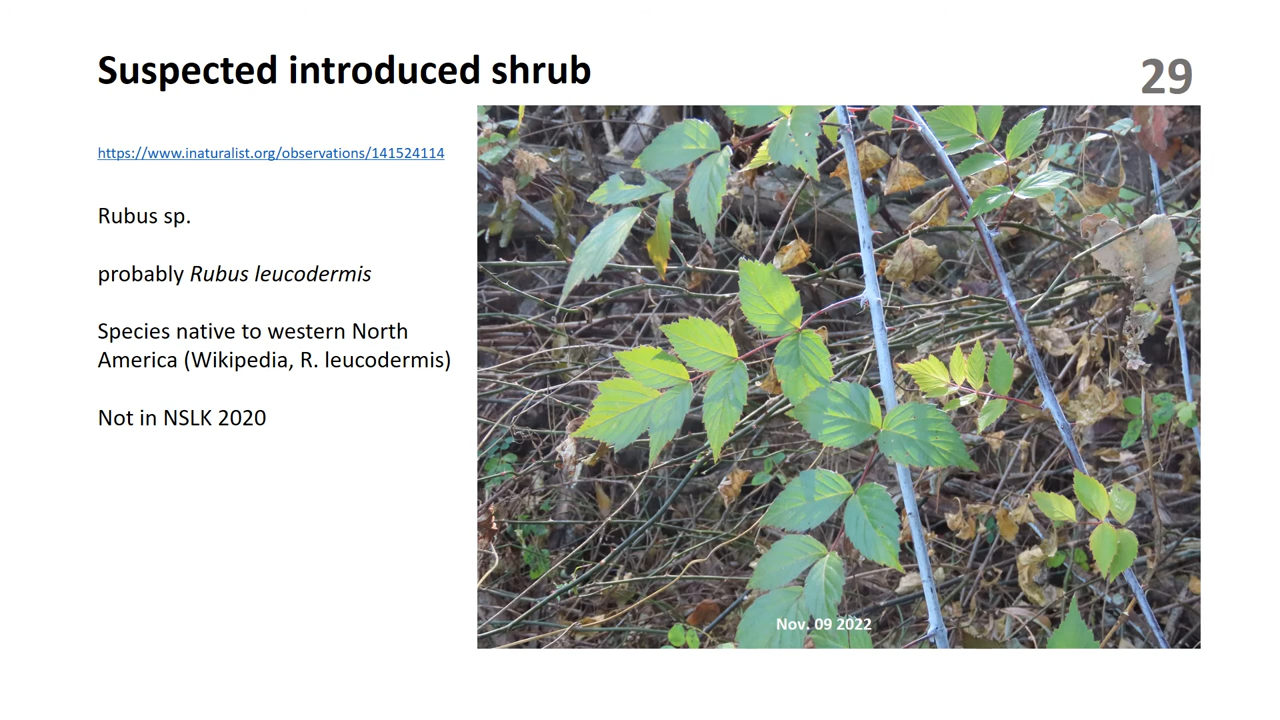 Suspected introduced shrub
29
https://www.inaturalist.org/observations/141524114
Rubus sp.
probably Rubus leucodermis
Species native to western North
America (Wikipedia, R. leucodermis)
Not in NSLK 2020
Nov. 09 2022